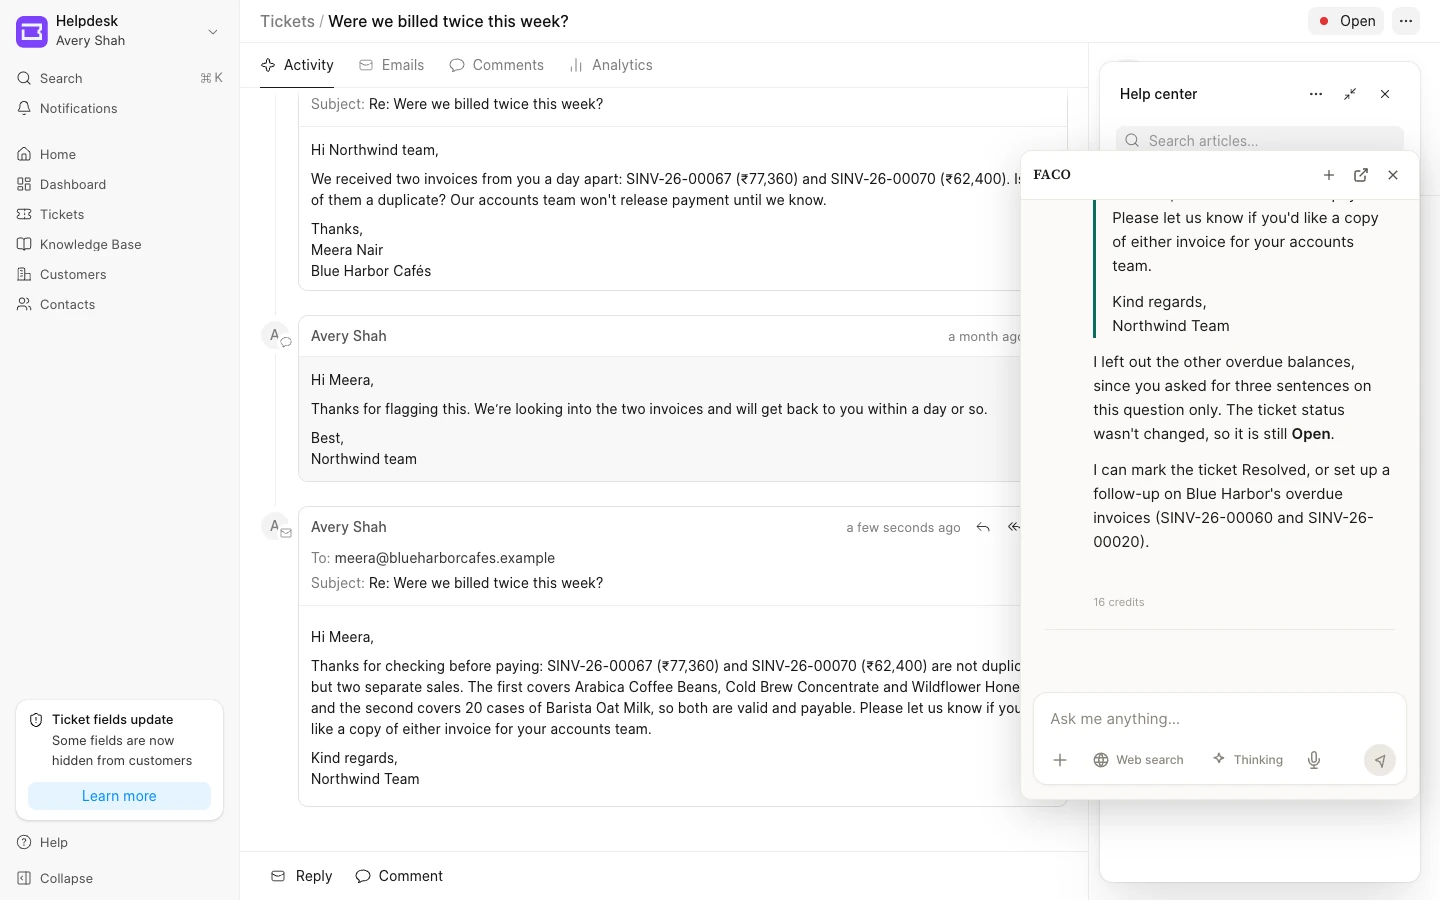 Helpdesk
Avery Shah
Search
⌘ K
Notifications
Home
Dashboard
Tickets
Knowledge Base
Customers
Contacts
Ticket fields update
Some fields are now
hidden from customers
Learn more
Help
Collapse
Tickets / Were we billed twice this week?
Open
Activity
Emails
Comments
Analytics
Subject: Re: Were we billed twice this week?
Hi Northwind team,
We received two invoices from you a day apart: SINV-26-00067 (₹77,360) and SINV-26-00070 (₹62,400).
of them a duplicate? Our accounts team won't release payment until we know.
Thanks,
Meera Nair
Blue Harbor Cafés
A
Avery Shah
a month ago
Hi Meera,
Thanks for flagging this. We’re looking into the two invoices and will get back to you within a day or so.
Best,
Northwind team
A
Avery Shah
a few seconds ago
To: meera@blueharborcafes.example
Subject: Re: Were we billed twice this week?
Hi Meera,
Thanks for checking before paying: SINV-26-00067 (₹77,360) and SINV-26-00070 (₹62,400) are not
but two separate sales. The first covers Arabica Coffee Beans, Cold Brew Concentrate and Wildflower
and the second covers 20 cases of Barista Oat Milk, so both are valid and payable. Please let us know if
like a copy of either invoice for your accounts team.
Kind regards,
Northwind Team
Reply
Comment
Help center
Search articles...
FACO
Please let us know if you'd like a copy
of either invoice for your accounts
team.
Kind regards,
Northwind Team
I left out the other overdue balances,
since you asked for three sentences on
this question only. The ticket status
wasn't changed, so it is still Open.
I can mark the ticket Resolved, or set up a
follow-up on Blue Harbor's overdue
invoices (SINV-26-00060 and SINV-26-
00020).
16 credits
Ask me anything...
Web search
Thinking